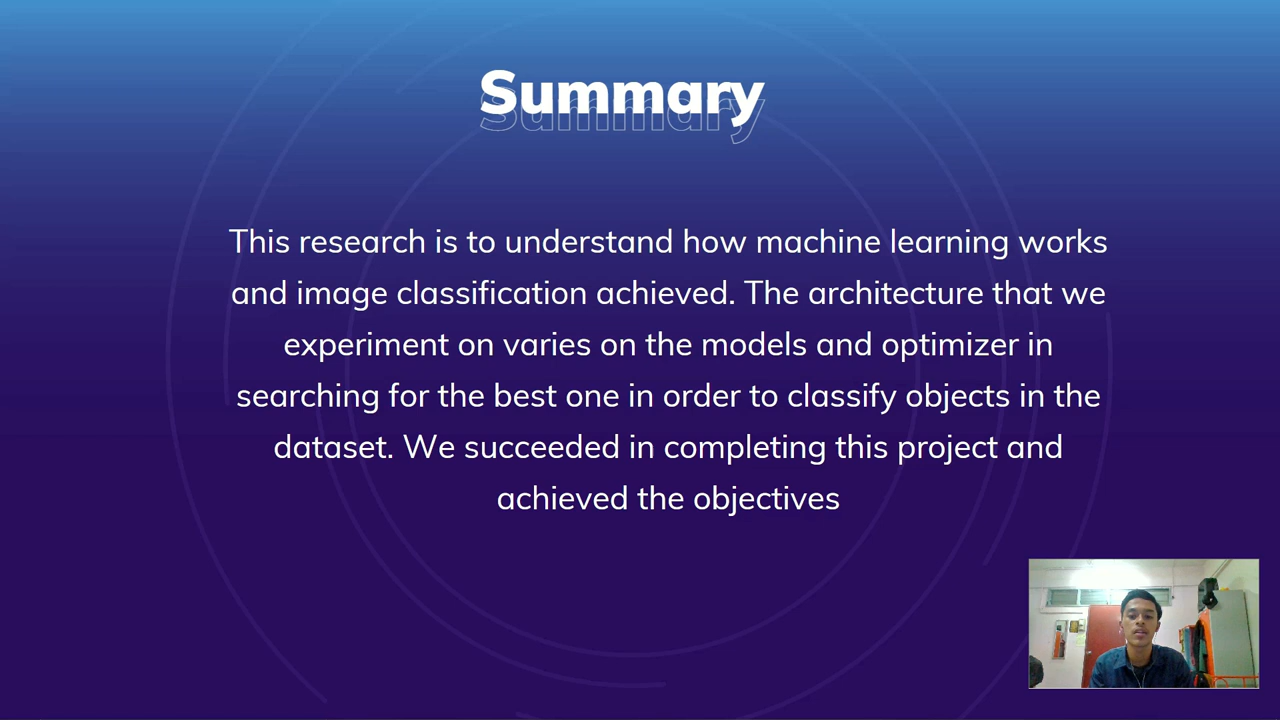 Summary
This research is to understand how machine learning works
and image classification achieved. The architecture that we
experiment on varies on the models and optimizer in
searching for the best one in order to classify objects in the
dataset. We succeeded in completing this project and
achieved the objectives